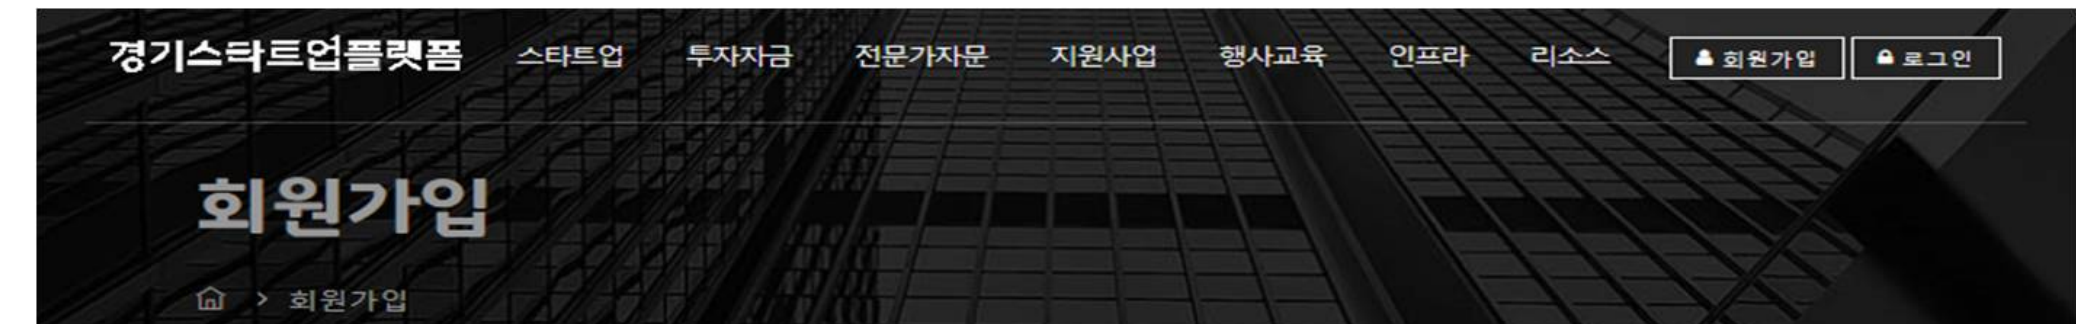 경기스타트업플랫폼 스타트업 투자자금 전문가자문 지원사업 행사교육 인프라 리소스 회원가입 로그인
회원가입
> 회원가입